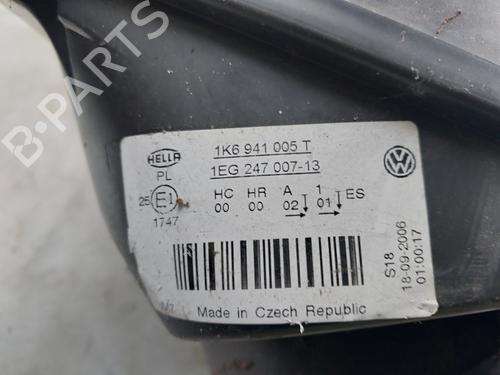 HELLA
PL
1K6 941 005 T
1EG 247 007-13
25 E1
1747
HC HR A 1 ES
00 00 02 01
S18
18-09-2006
01:00:17
Made in Czech Republic
B-PARTS